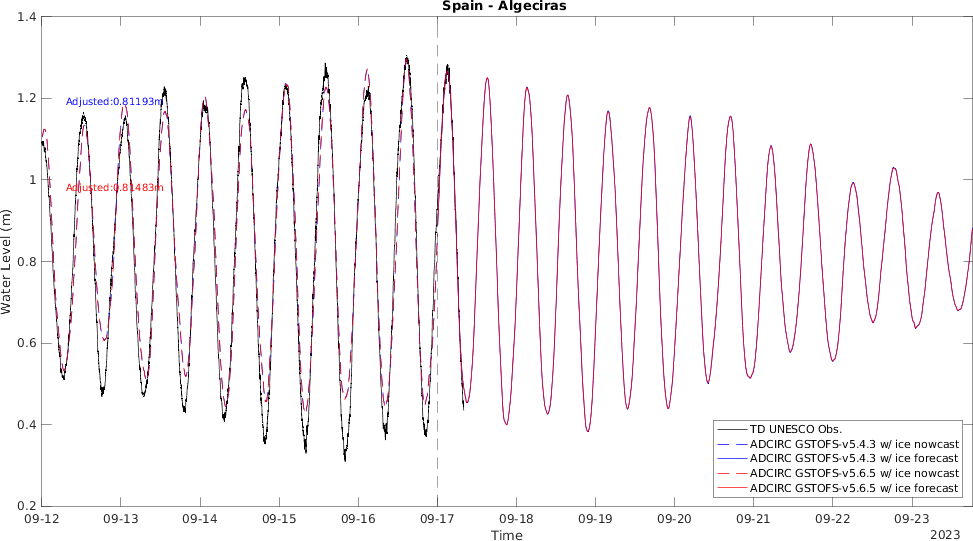 Spain - Algeciras
1.4
1.2
1
0.8
0.6
0.4
0.2
Water Level (m)
Adjusted:0.81193m
Adjusted:0.81483m
TD UNESCO Obs.
ADCIRC GSTOFS-v5.4.3 w/ ice nowcast
ADCIRC GSTOFS-v5.4.3 w/ ice forecast
ADCIRC GSTOFS-v5.6.5 w/ ice nowcast
ADCIRC GSTOFS-v5.6.5 w/ ice forecast
09-12 09-13 09-14 09-15 09-16 09-17 09-18 09-19 09-20 09-21 09-22 09-23
Time
2023